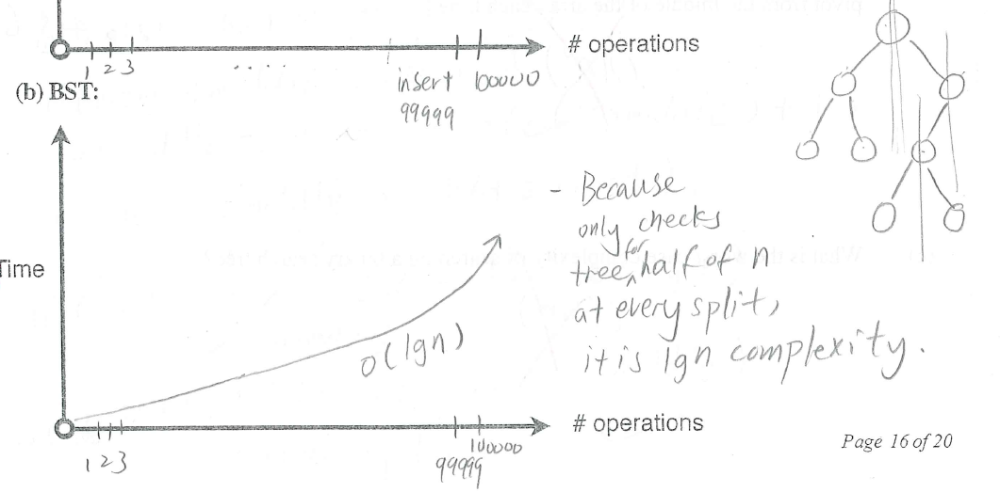 # operations
1 2 3
. . . .
insert 100000
99999
(b) BST:
- Because
only checks
for
tree, half of n
at every split,
it is lgn complexity.
Time
O(lgn)
# operations
1 2 3
99999
100000
Page 16 of 20